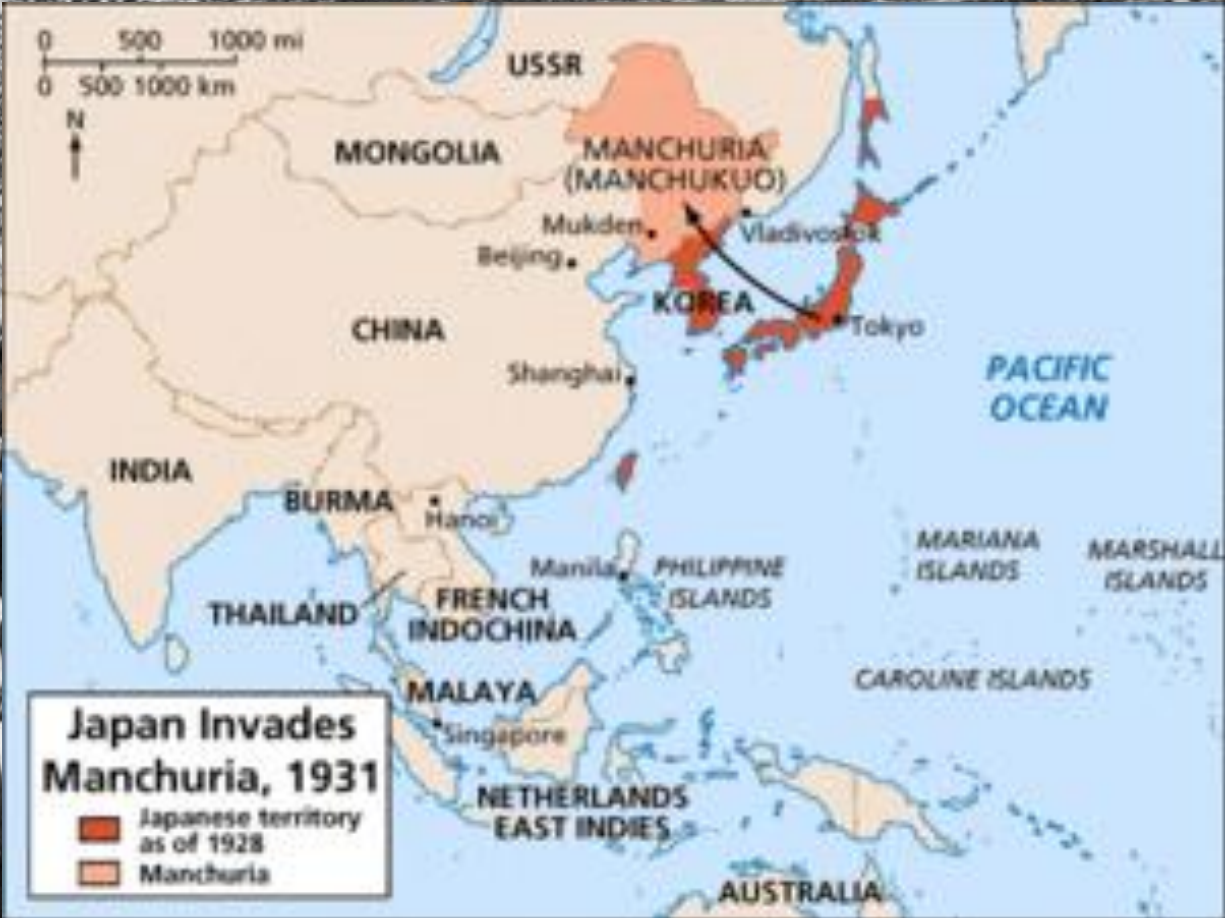 0 500 1000 mi
0 500 1000 km
N
USSR
MONGOLIA
MANCHURIA
(MANCHUKUO)
Mukden
Vladivostok
Beijing
KOREA
CHINA
Tokyo
Shanghai
PACIFIC
OCEAN
INDIA
BURMA
Hanoi
MARIANA
ISLANDS
MARSHALL
ISLANDS
Manila
PHILIPPINE
ISLANDS
THAILAND
FRENCH
INDOCHINA
CAROLINE ISLANDS
MALAYA
Singapore
NETHERLANDS
EAST INDIES
AUSTRALIA
Japan Invades
Manchuria, 1931
Japanese territory
as of 1928
Manchuria